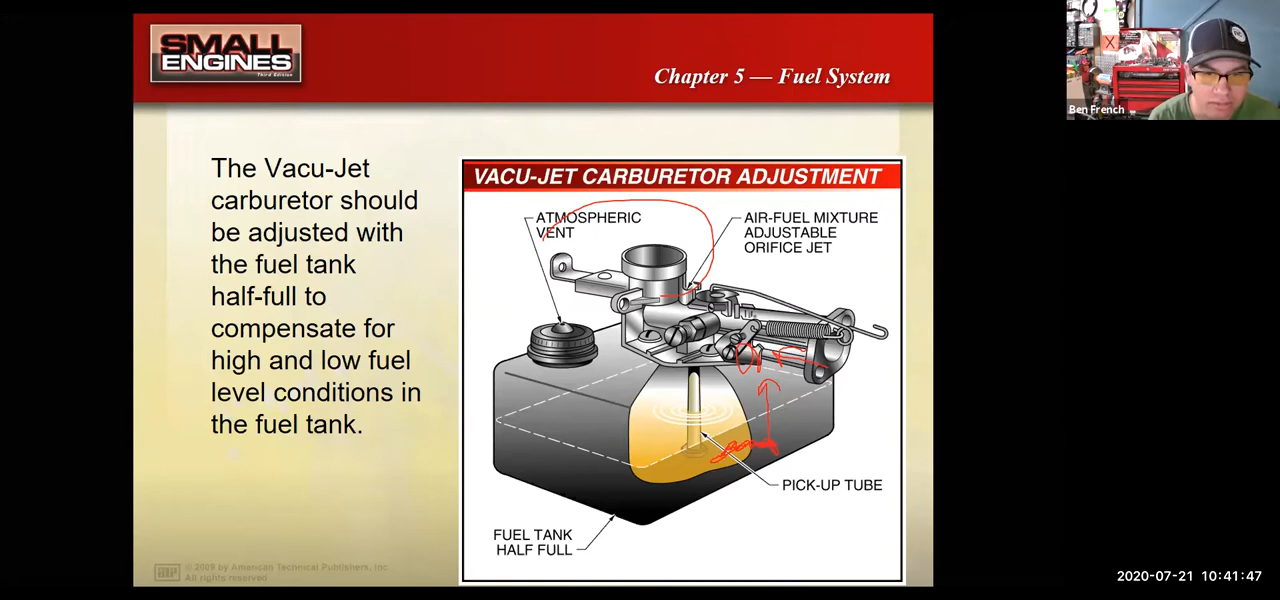 SMALL
ENGINES
Third Edition
Chapter 5 — Fuel System
Ben French
The Vacu-Jet
carburetor should
be adjusted with
the fuel tank
half-full to
compensate for
high and low fuel
level conditions in
the fuel tank.
VACU-JET CARBURETOR ADJUSTMENT
ATMOSPHERIC
VENT
AIR-FUEL MIXTURE
ADJUSTABLE
ORIFICE JET
PICK-UP TUBE
FUEL TANK
HALF FULL
© 2009 by American Technical Publishers, Inc.
All rights reserved
2020-07-21 10:41:47